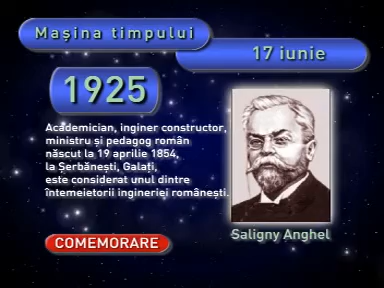 Mașina timpului
17 iunie
1925
Academician, inginer constructor,
ministru și pedagog român
născut la 19 aprilie 1854,
la Șerbănești, Galați,
este considerat unul dintre
întemeietorii ingineriei românești.
Saligny Anghel
COMEMORARE